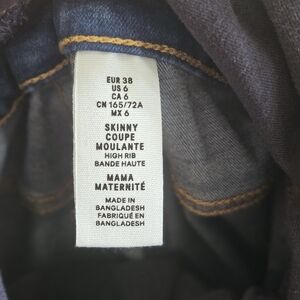 EUR 38
US 6
CA 6
CN 165/72A
MX 6
SKINNY
COUPE
MOULANTE
HIGH RIB
BANDE HAUTE
MAMA
MATERNITÉ
MADE IN
BANGLADESH
FABRIQUÉ EN
BANGLADESH